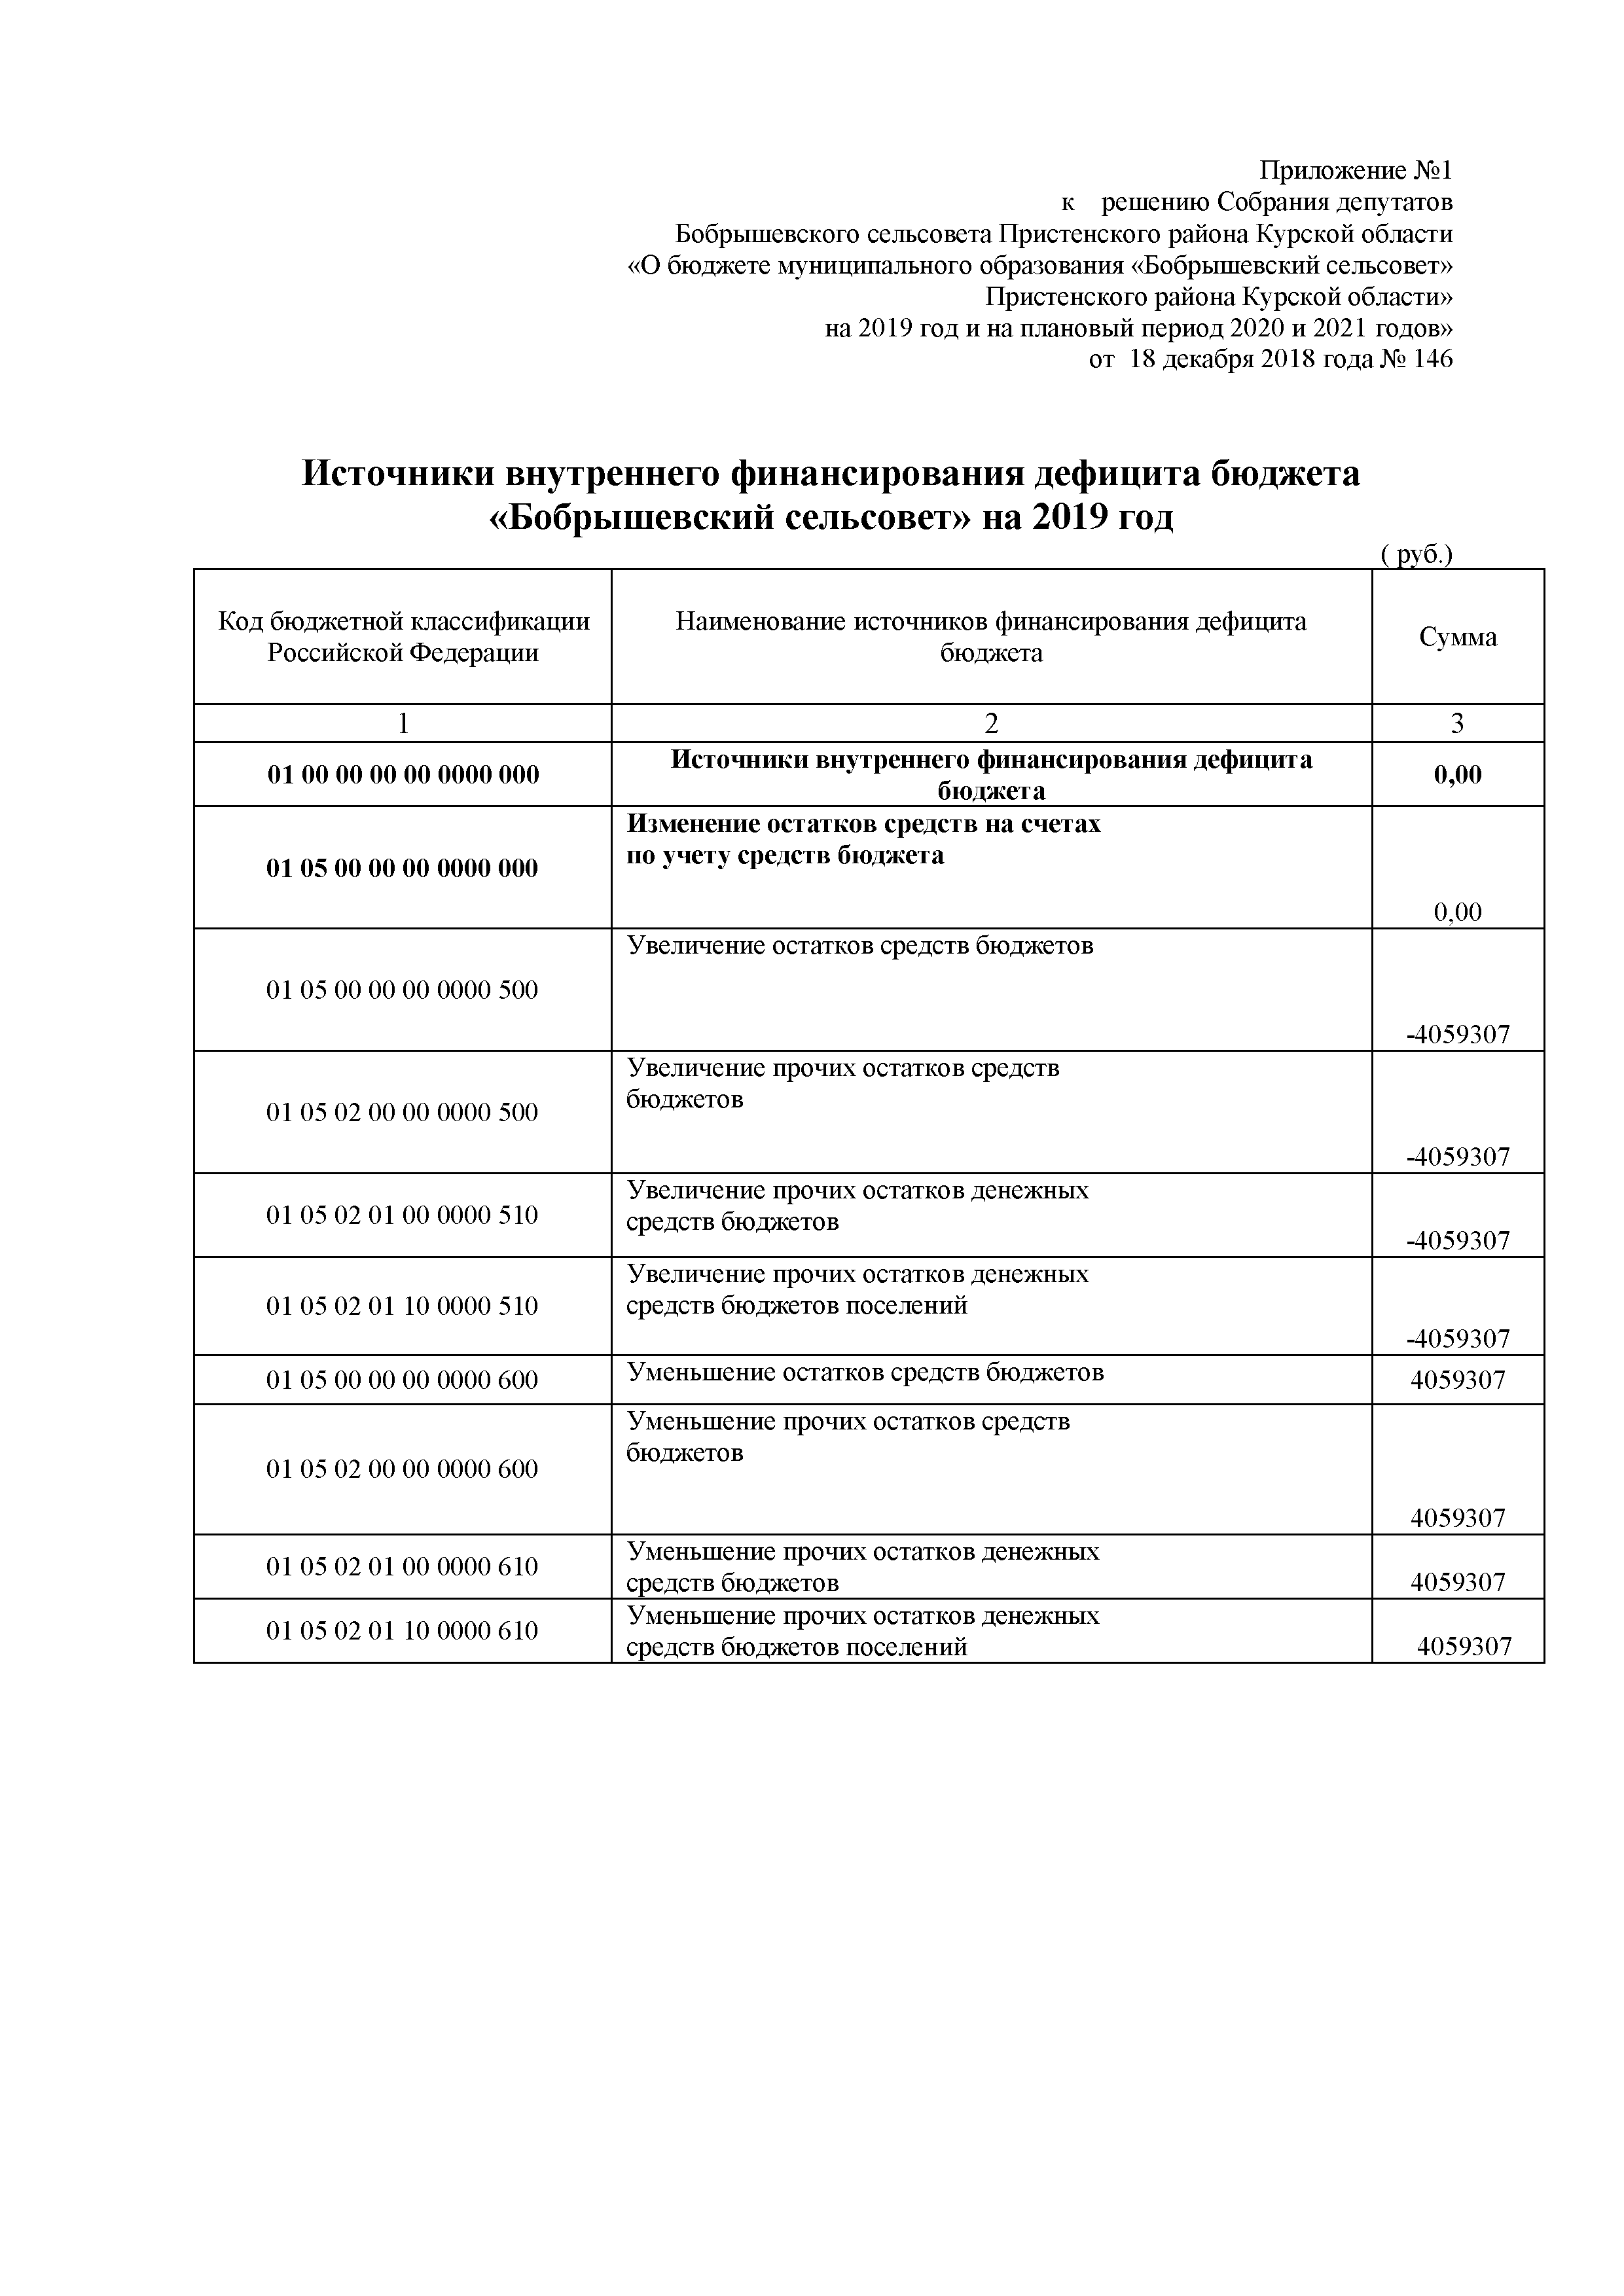 Приложение №1
к решению Собрания депутатов
Бобрышевского сельсовета Пристенского района Курской области
«О бюджете муниципального образования «Бобрышевский сельсовет»
Пристенского района Курской области»
на 2019 год и на плановый период 2020 и 2021 годов»
от 18 декабря 2018 года № 146
Источники внутреннего финансирования дефицита бюджета
«Бобрышевский сельсовет» на 2019 год
( руб.)
Код бюджетной классификации
Российской Федерации
Наименование источников финансирования дефицита
бюджета
Сумма
1
2
3
01 00 00 00 00 0000 000
Источники внутреннего финансирования дефицита
бюджета
0,00
01 05 00 00 00 0000 000
Изменение остатков средств на счетах
по учету средств бюджета
0,00
01 05 00 00 00 0000 500
Увеличение остатков средств бюджетов
-4059307
01 05 02 00 00 0000 500
Увеличение прочих остатков средств
бюджетов
-4059307
01 05 02 01 00 0000 510
Увеличение прочих остатков денежных
средств бюджетов
-4059307
01 05 02 01 10 0000 510
Увеличение прочих остатков денежных
средств бюджетов поселений
-4059307
01 05 00 00 00 0000 600
Уменьшение остатков средств бюджетов
4059307
01 05 02 00 00 0000 600
Уменьшение прочих остатков средств
бюджетов
4059307
01 05 02 01 00 0000 610
Уменьшение прочих остатков денежных
средств бюджетов
4059307
01 05 02 01 10 0000 610
Уменьшение прочих остатков денежных
средств бюджетов поселений
4059307